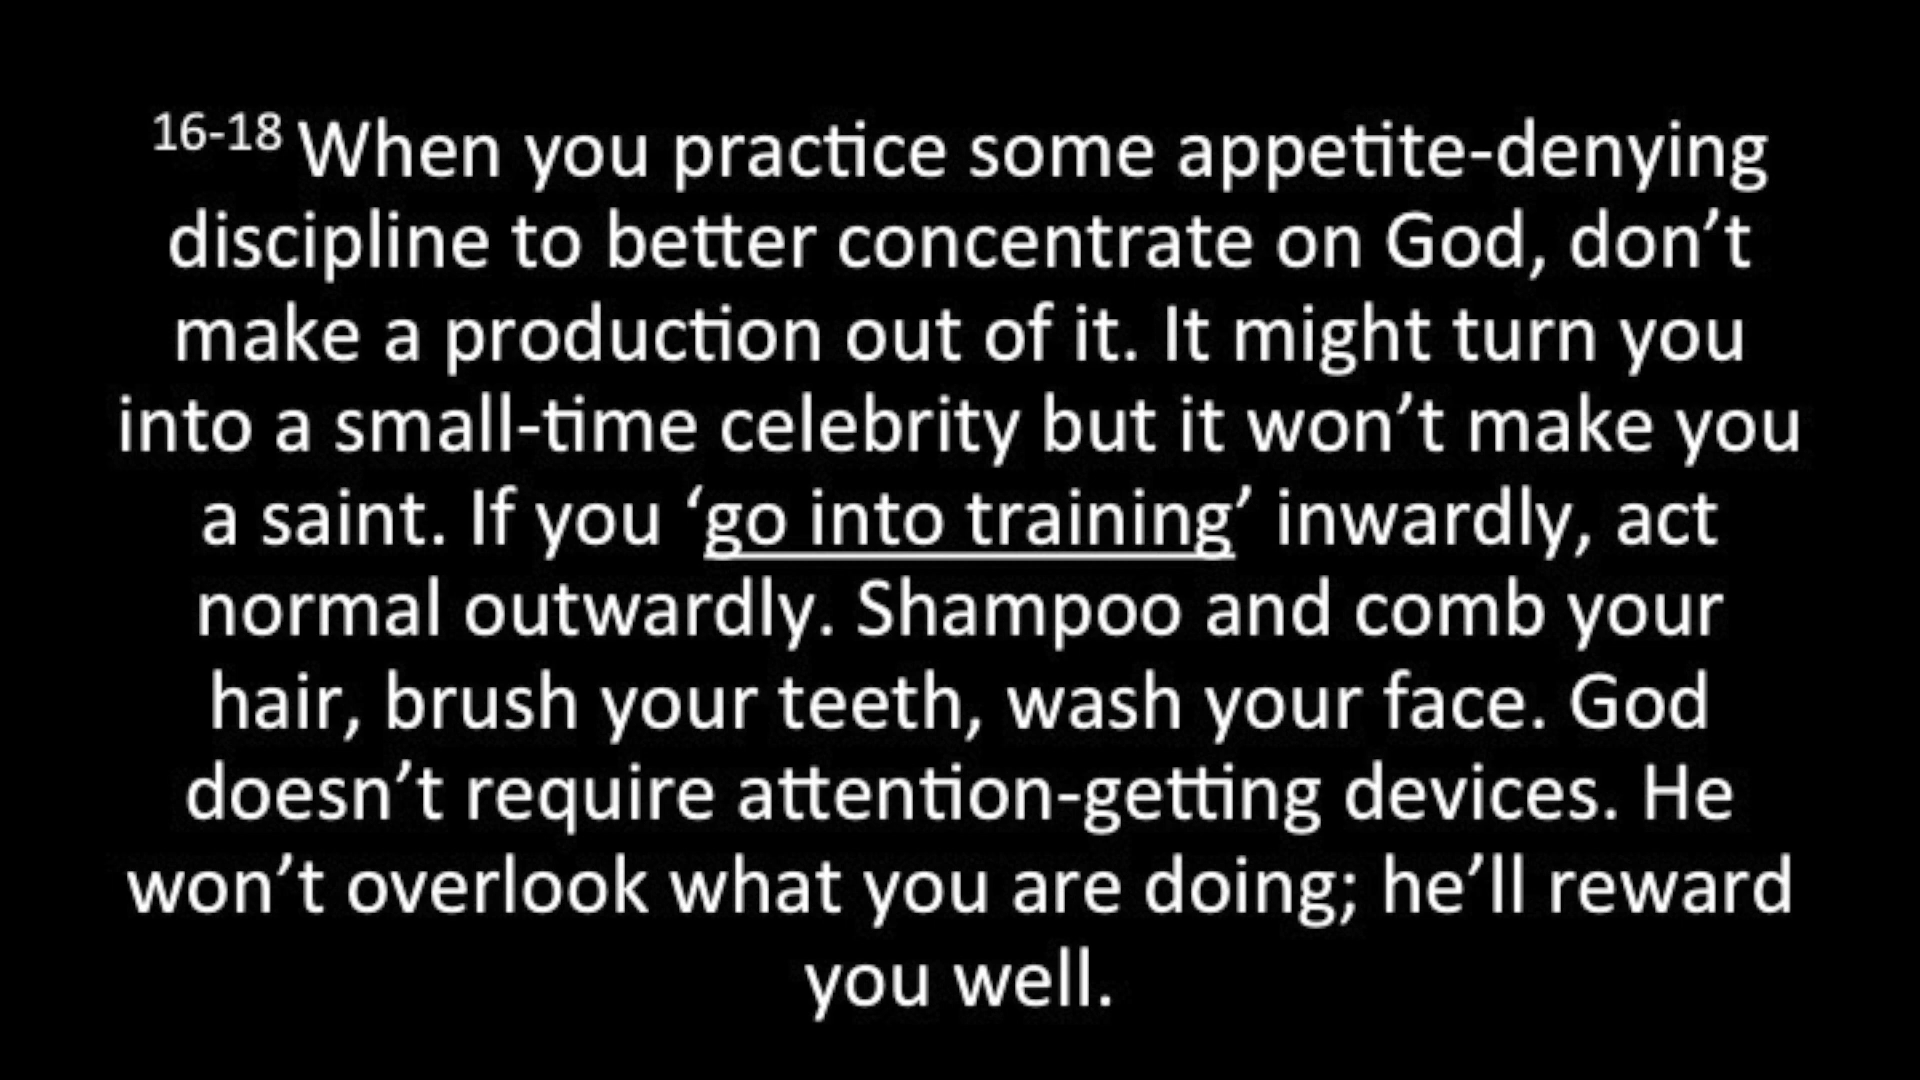 16-18 When you practice some appetite-denying
discipline to better concentrate on God, don’t
make a production out of it. It might turn you
into a small-time celebrity but it won’t make you
a saint. If you ‘go into training’ inwardly, act
normal outwardly. Shampoo and comb your
hair, brush your teeth, wash your face. God
doesn’t require attention-getting devices. He
won’t overlook what you are doing; he’ll reward
you well.